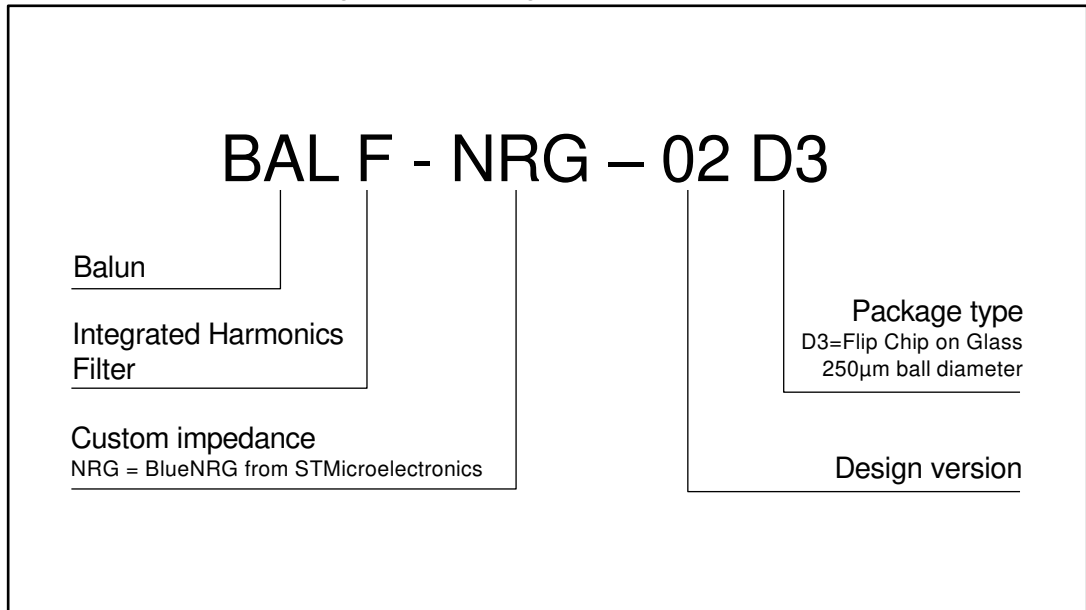 BAL F - NRG – 02 D3
Balun
Integrated Harmonics
Filter
Custom impedance
NRG = BlueNRG from STMicroelectronics
Package type
D3=Flip Chip on Glass
250µm ball diameter
Design version